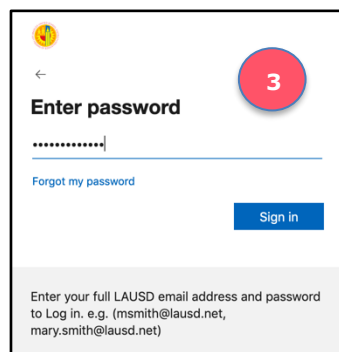 ←
3
Enter password
•••••••••••••
Forgot my password
Sign in
Enter your full LAUSD email address and password
to Log in. e.g. (msmith@lausd.net,
mary.smith@lausd.net)